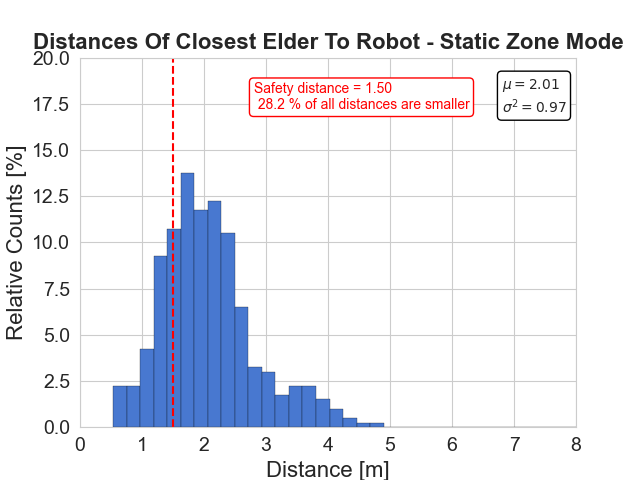 Distances Of Closest Elder To Robot - Static Zone Mode
20.0
17.5
15.0
12.5
10.0
7.5
5.0
2.5
0.0
Relative Counts [%]
Safety distance = 1.50
28.2 % of all distances are smaller
μ = 2.01
σ² = 0.97
0 1 2 3 4 5 6 7 8
Distance [m]